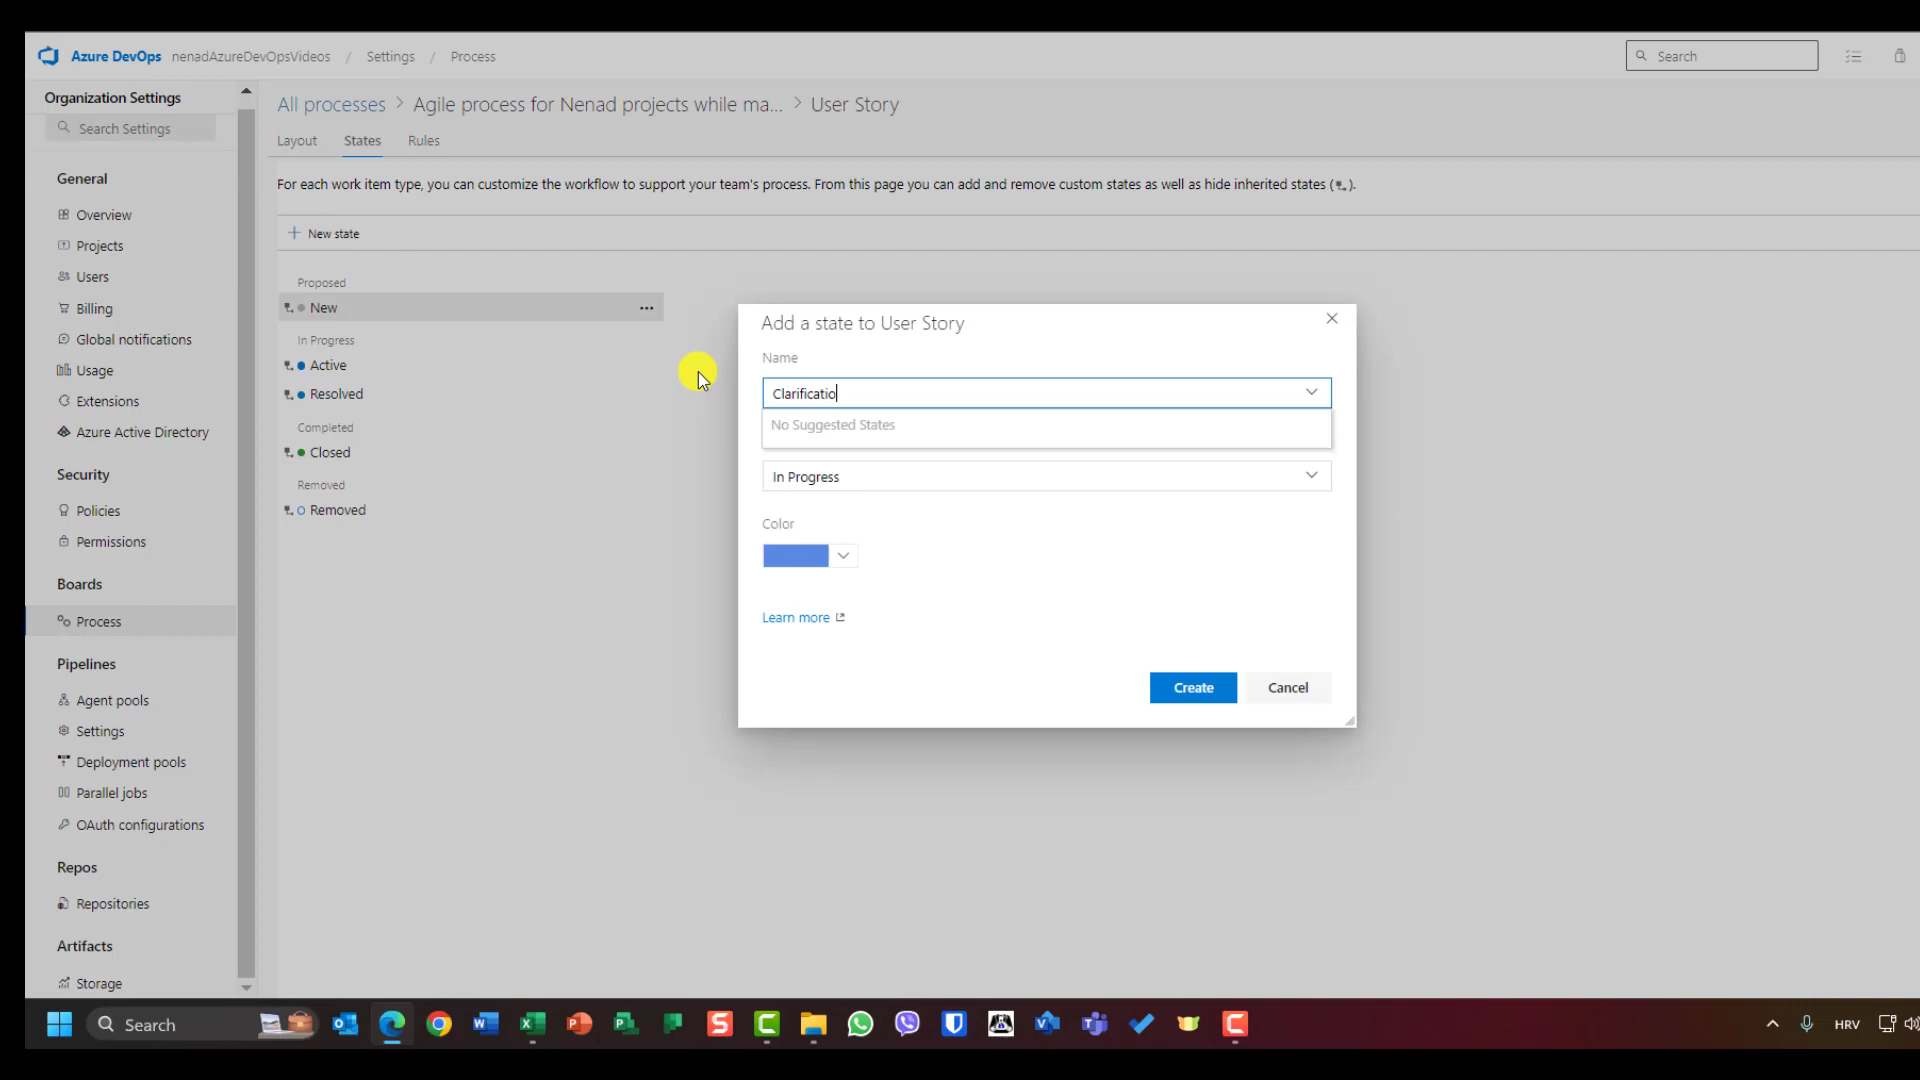 Azure DevOps nenadAzureDevOpsVideos / Settings / Process
Search
Organization Settings
Search Settings
General
Overview
Projects
Users
Billing
Global notifications
Usage
Extensions
Azure Active Directory
Security
Policies
Permissions
Boards
Process
Pipelines
Agent pools
Settings
Deployment pools
Parallel jobs
OAuth configurations
Repos
Repositories
Artifacts
Storage
All processes > Agile process for Nenad projects while ma... > User Story
Layout States Rules
For each work item type, you can customize the workflow to support your team's process. From this page you can add and remove custom states as well as hide inherited states ( ).
+ New state
Proposed
New ...
In Progress
Active
Resolved
Completed
Closed
Removed
Removed
Add a state to User Story
Name
Clarificatio
No Suggested States
In Progress
Color
Learn more
Create Cancel
Search
HRV